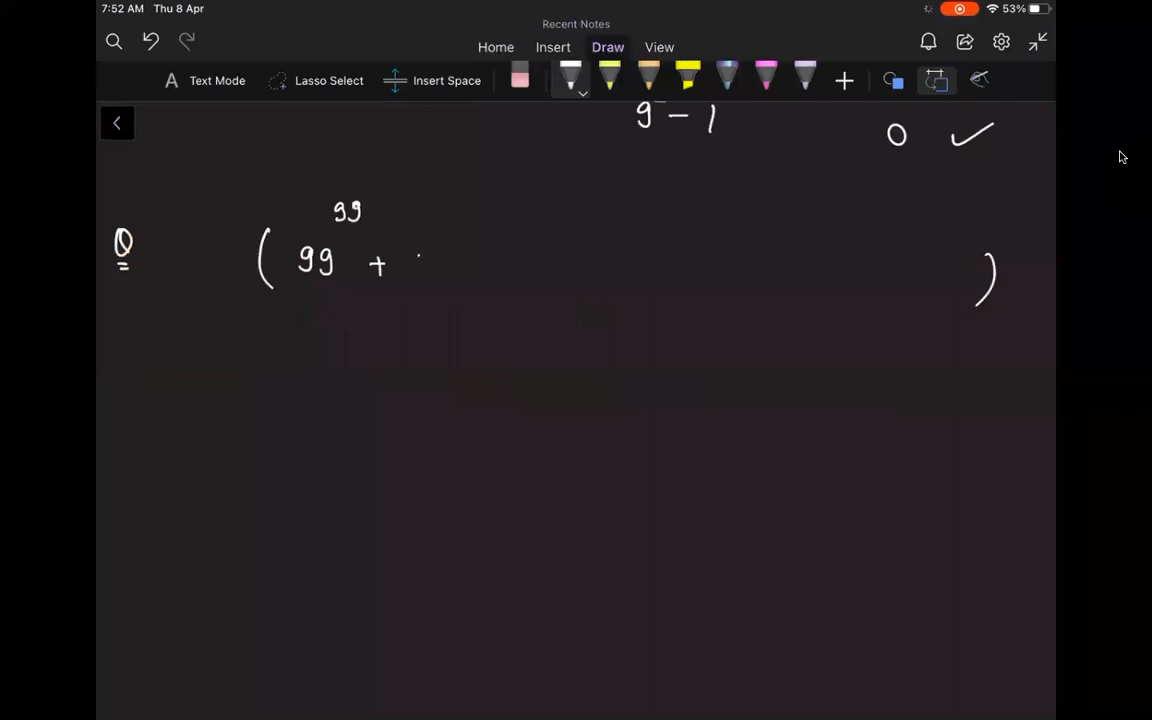 7:52 AM Thu 8 Apr
53%
Recent Notes
Home Insert Draw View
Text Mode Lasso Select Insert Space
9 - 1
0 ✓
99
Q ( 99 + )